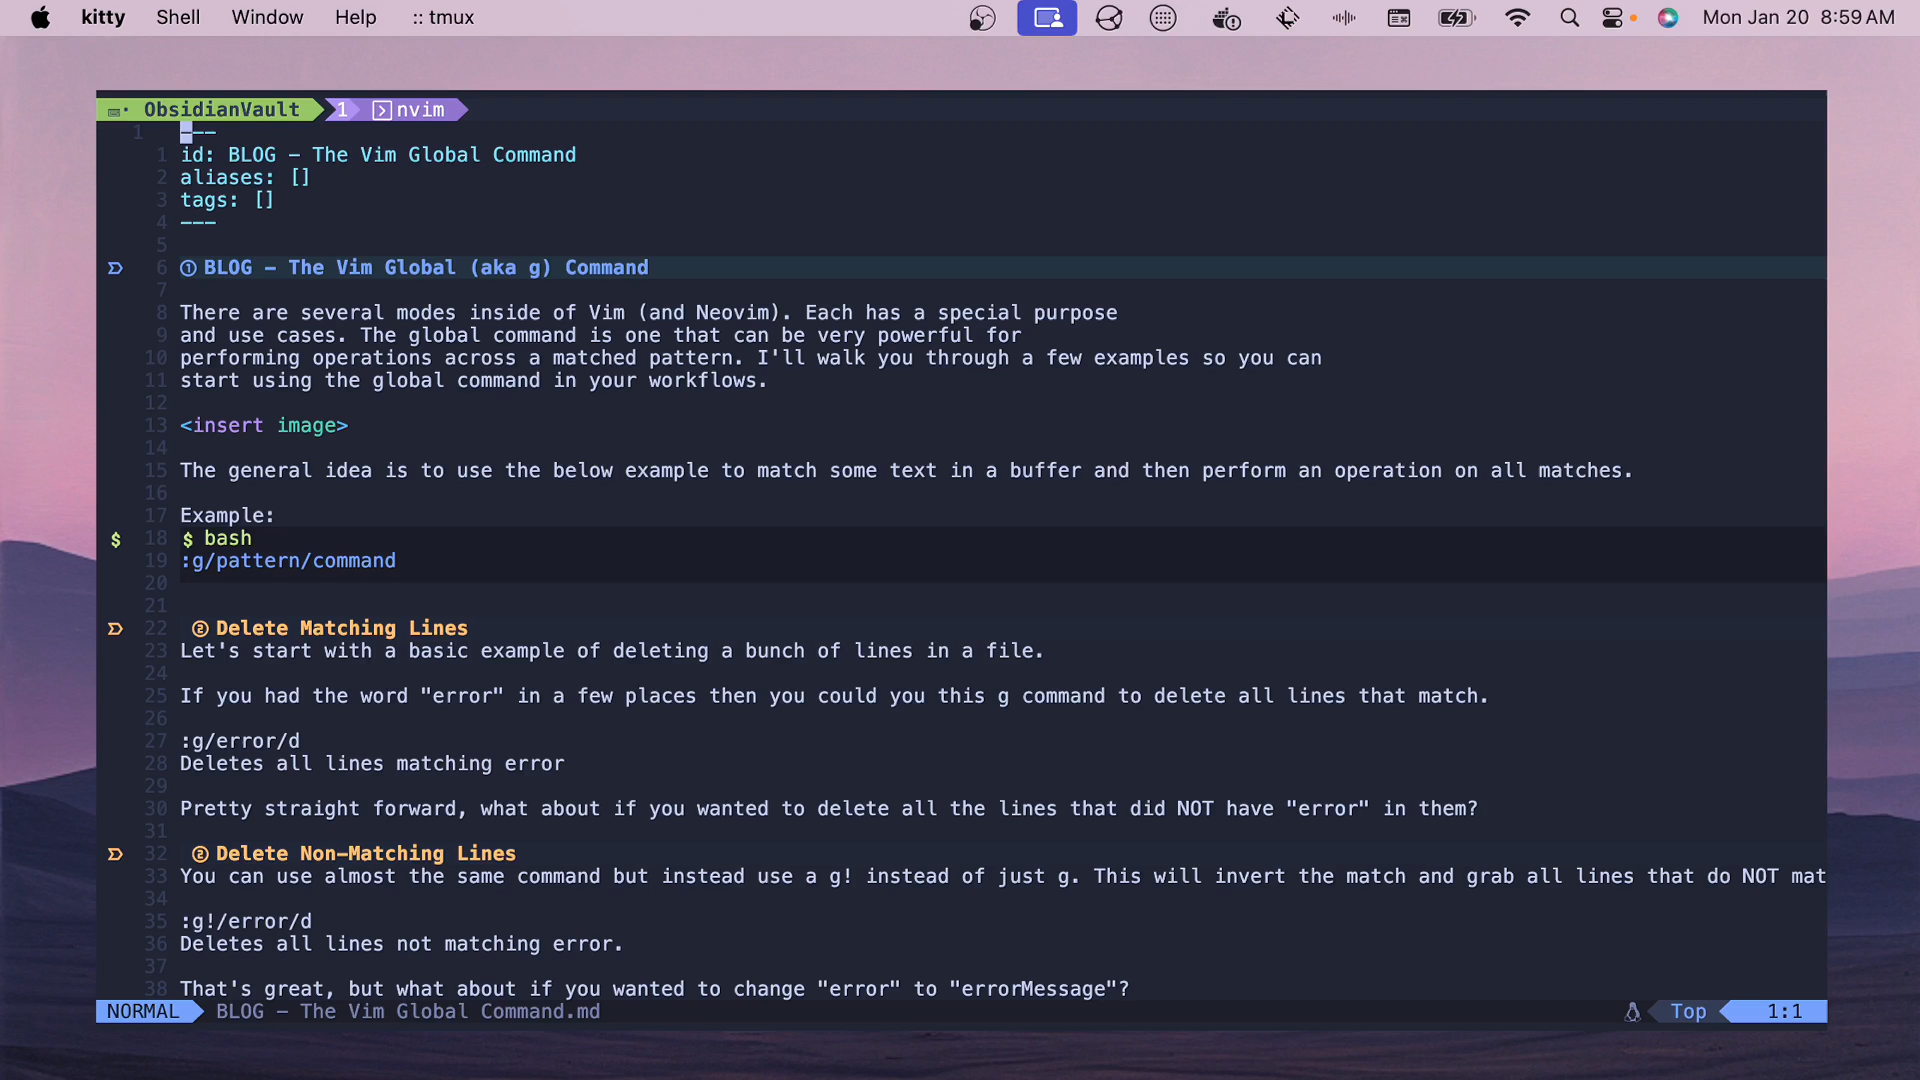 kitty Shell Window Help :: tmux Mon Jan 20 8:59 AM
ObsidianVault 1 nvim
1 ---
1 id: BLOG - The Vim Global Command
2 aliases: []
3 tags: []
4 ---
5
6 ① BLOG - The Vim Global (aka g) Command
7
8 There are several modes inside of Vim (and Neovim). Each has a special purpose
9 and use cases. The global command is one that can be very powerful for
10 performing operations across a matched pattern. I'll walk you through a few examples so you can
11 start using the global command in your workflows.
12
13 <insert image>
14
15 The general idea is to use the below example to match some text in a buffer and then perform an operation on all matches.
16
17 Example:
$ 18 $ bash
19 :g/pattern/command
20
21
22 ② Delete Matching Lines
23 Let's start with a basic example of deleting a bunch of lines in a file.
24
25 If you had the word "error" in a few places then you could you this g command to delete all lines that match.
26
27 :g/error/d
28 Deletes all lines matching error
29
30 Pretty straight forward, what about if you wanted to delete all the lines that did NOT have "error" in them?
31
32 ② Delete Non-Matching Lines
33 You can use almost the same command but instead use a g! instead of just g. This will invert the match and grab all lines that do NOT mat
34
35 :g!/error/d
36 Deletes all lines not matching error.
37
38 That's great, but what about if you wanted to change "error" to "errorMessage"?
NORMAL BLOG - The Vim Global Command.md Top 1:1